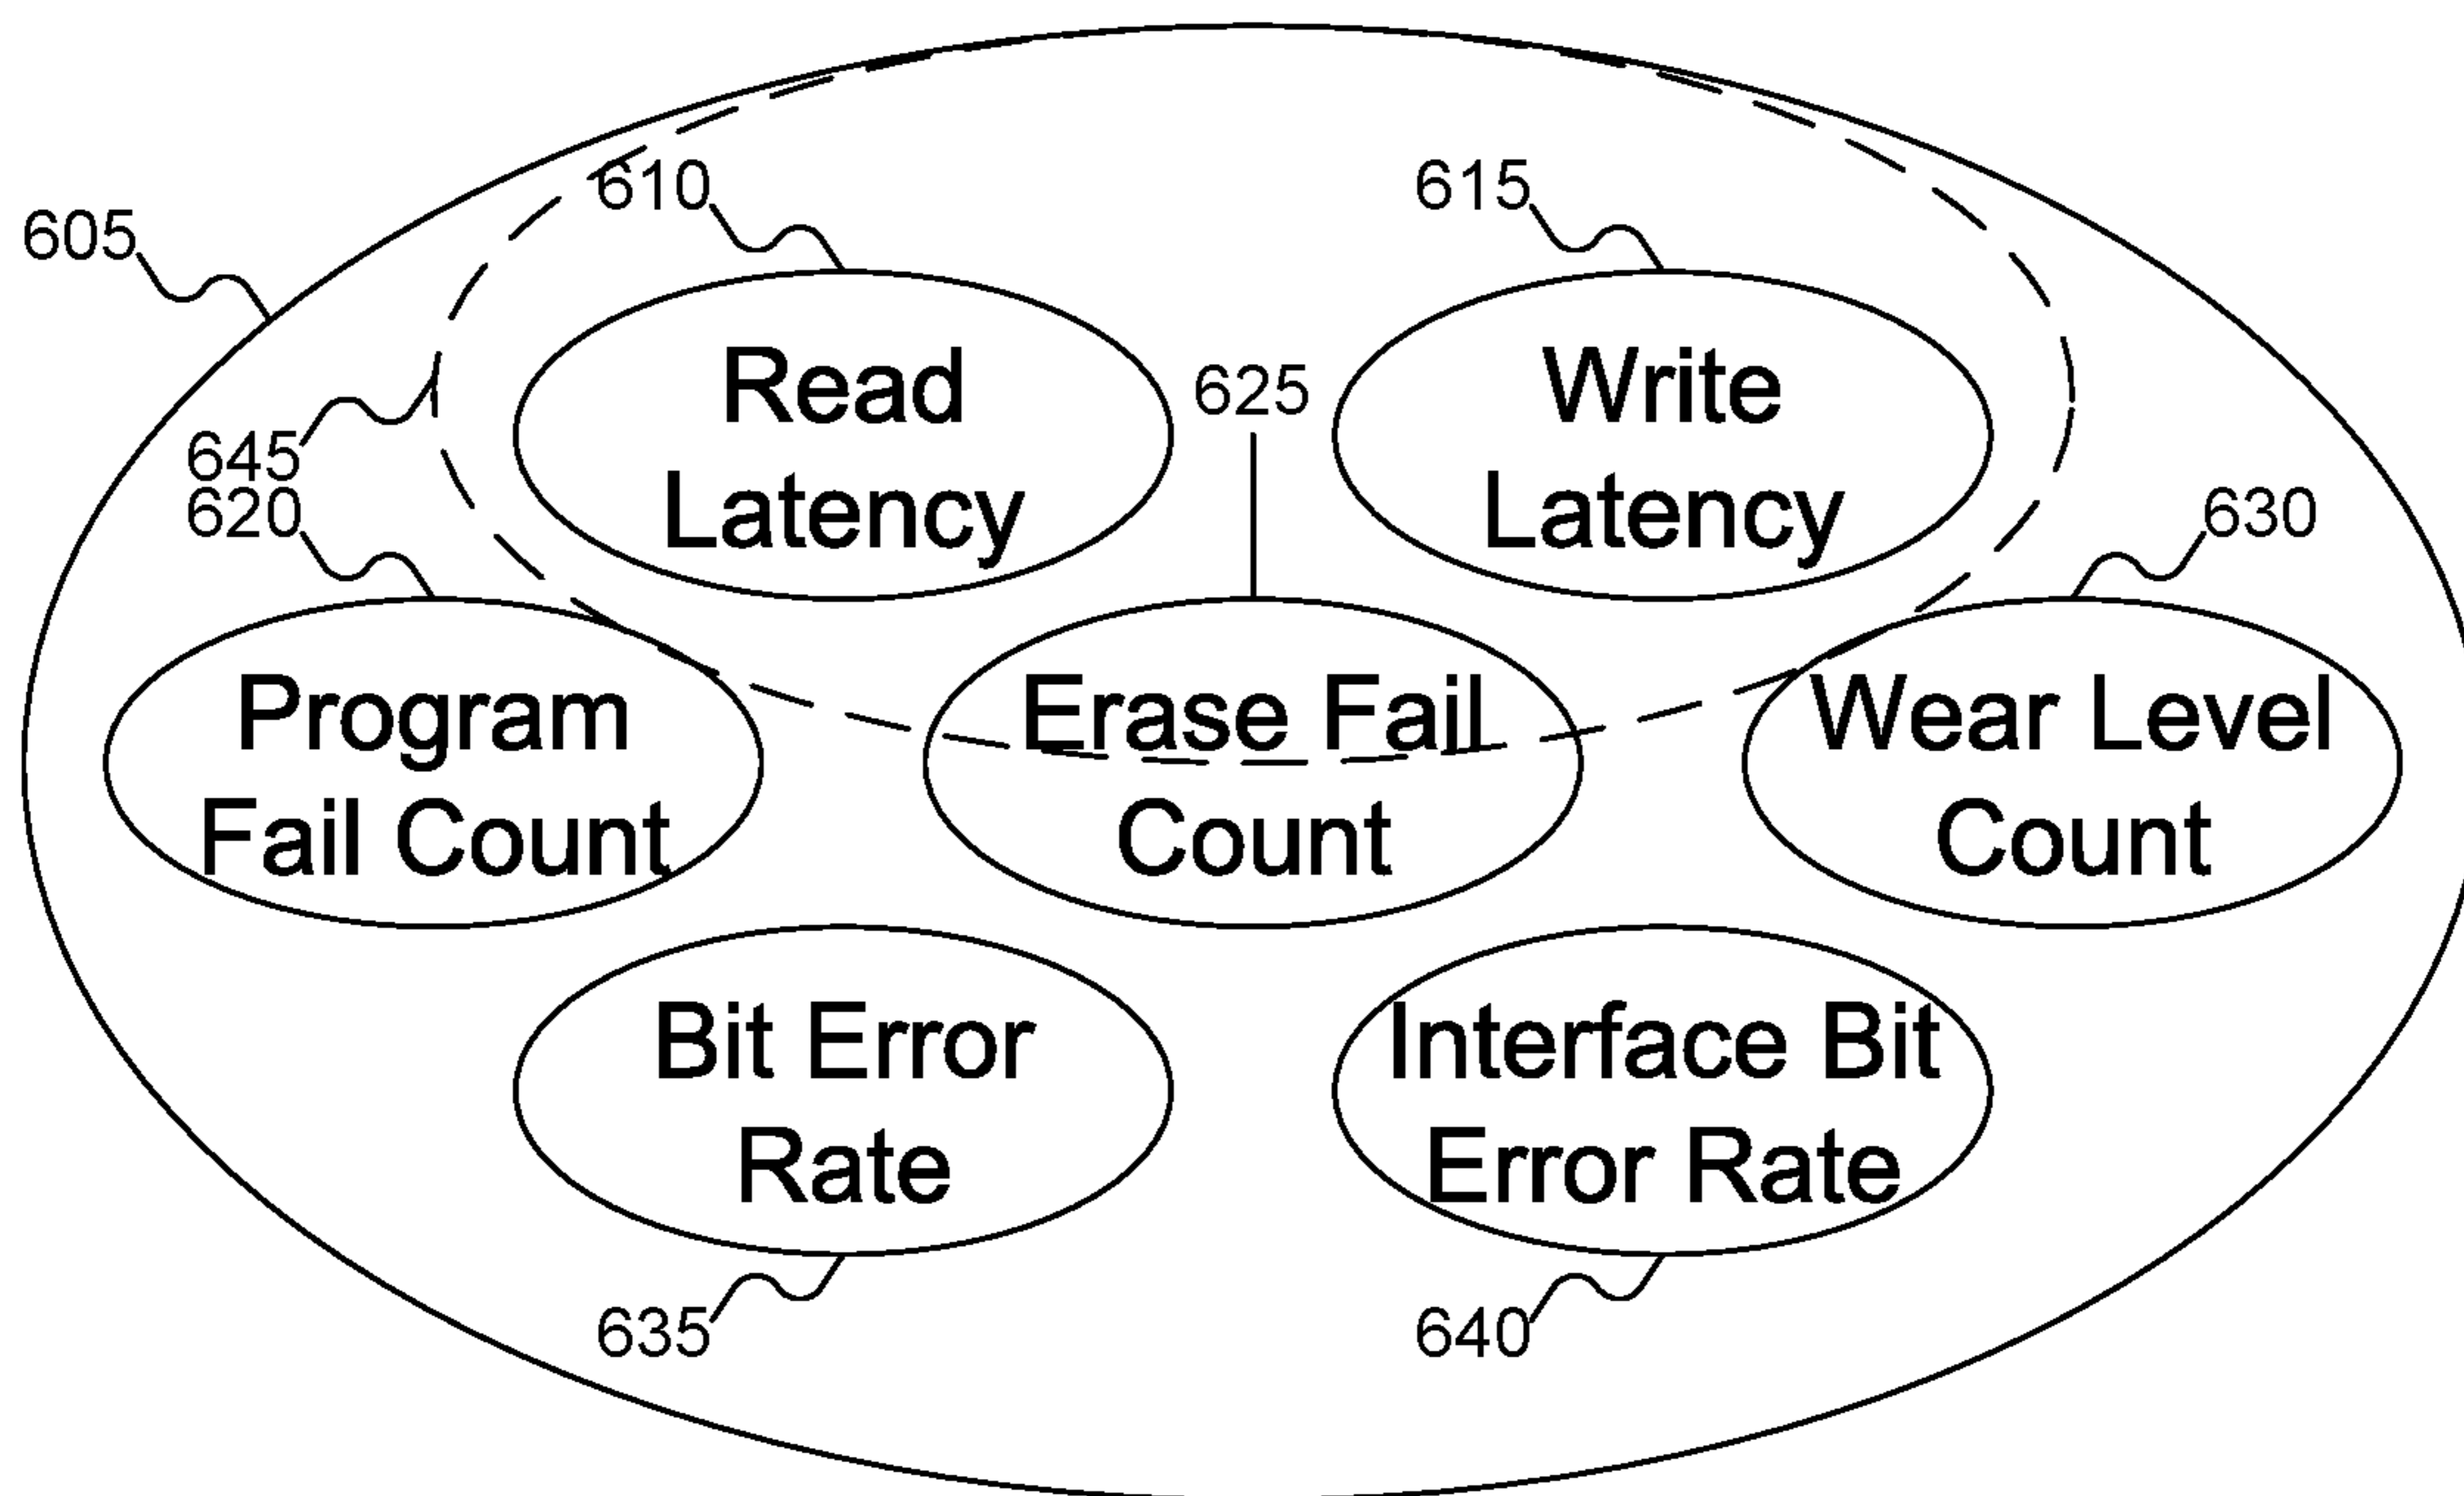 610
615
605
Read
Latency
625
Write
Latency
645
620
630
Program
Fail Count
Erase Fail
Count
Wear Level
Count
Bit Error
Rate
Interface Bit
Error Rate
635
640